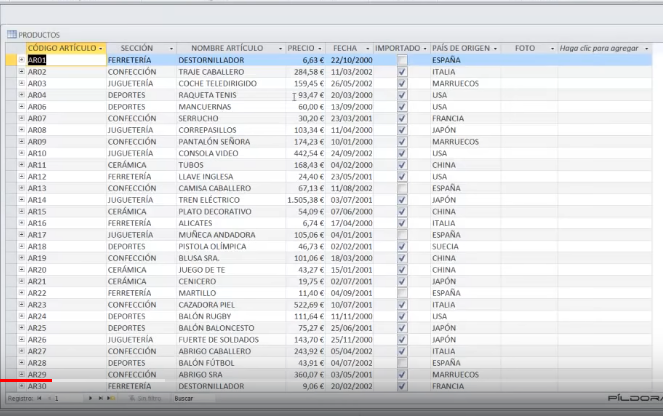 PRODUCTOS
CÓDIGO ARTÍCULO SECCIÓN NOMBRE ARTÍCULO PRECIO FECHA IMPORTADO PAÍS DE ORIGEN FOTO Haga clic para agregar
AR01 FERRETERÍA DESTORNILLADOR 6,63 € 22/10/2000 ESPAÑA
AR02 CONFECCIÓN TRAJE CABALLERO 284,58 € 11/03/2002 ITALIA
AR03 JUGUETERÍA COCHE TELEDIRIGIDO 159,45 € 26/05/2002 MARRUECOS
AR04 DEPORTES RAQUETA TENIS 93,47 € 20/03/2000 USA
AR06 DEPORTES MANCUERNAS 60,00 € 13/09/2000 USA
AR07 CONFECCIÓN SERRUCHO 30,20 € 23/03/2001 FRANCIA
AR08 JUGUETERÍA CORREPASILLOS 103,34 € 11/04/2000 JAPÓN
AR09 CONFECCIÓN PANTALÓN SEÑORA 174,23 € 10/01/2000 MARRUECOS
AR10 JUGUETERÍA CONSOLA VIDEO 442,54 € 24/09/2002 USA
AR11 CERÁMICA TUBOS 168,43 € 04/02/2000 CHINA
AR12 FERRETERÍA LLAVE INGLESA 24,40 € 23/05/2001 USA
AR13 CONFECCIÓN CAMISA CABALLERO 67,13 € 11/08/2002 ESPAÑA
AR14 JUGUETERÍA TREN ELÉCTRICO 1.505,38 € 03/07/2001 JAPÓN
AR15 CERÁMICA PLATO DECORATIVO 54,09 € 07/06/2000 CHINA
AR16 FERRETERÍA ALICATES 6,74 € 17/04/2000 ITALIA
AR17 JUGUETERÍA MUÑECA ANDADORA 105,06 € 04/01/2001 ESPAÑA
AR18 DEPORTES PISTOLA OLÍMPICA 46,73 € 02/02/2001 SUECIA
AR19 CONFECCIÓN BLUSA SRA. 101,06 € 18/03/2000 CHINA
AR20 CERÁMICA JUEGO DE TE 43,27 € 15/01/2001 CHINA
AR21 CERÁMICA CENICERO 19,75 € 02/07/2001 JAPÓN
AR22 FERRETERÍA MARTILLO 11,40 € 04/09/2001 ESPAÑA
AR23 CONFECCIÓN CAZADORA PIEL 522,69 € 10/07/2001 ITALIA
AR24 DEPORTES BALÓN RUGBY 111,64 € 11/11/2000 USA
AR25 DEPORTES BALÓN BALONCESTO 75,27 € 25/06/2001 JAPÓN
AR26 JUGUETERÍA FUERTE DE SOLDADOS 143,70 € 25/11/2000 JAPÓN
AR27 CONFECCIÓN ABRIGO CABALLERO 243,92 € 05/04/2002 ITALIA
AR28 DEPORTES BALÓN FÚTBOL 43,91 € 04/07/2002 ESPAÑA
AR29 CONFECCIÓN ABRIGO SRA 360,07 € 03/05/2001 MARRUECOS
AR30 FERRETERÍA DESTORNILLADOR 9,06 € 20/02/2002 FRANCIA
Registro: 1 Sin filtro Buscar PÍLDORA